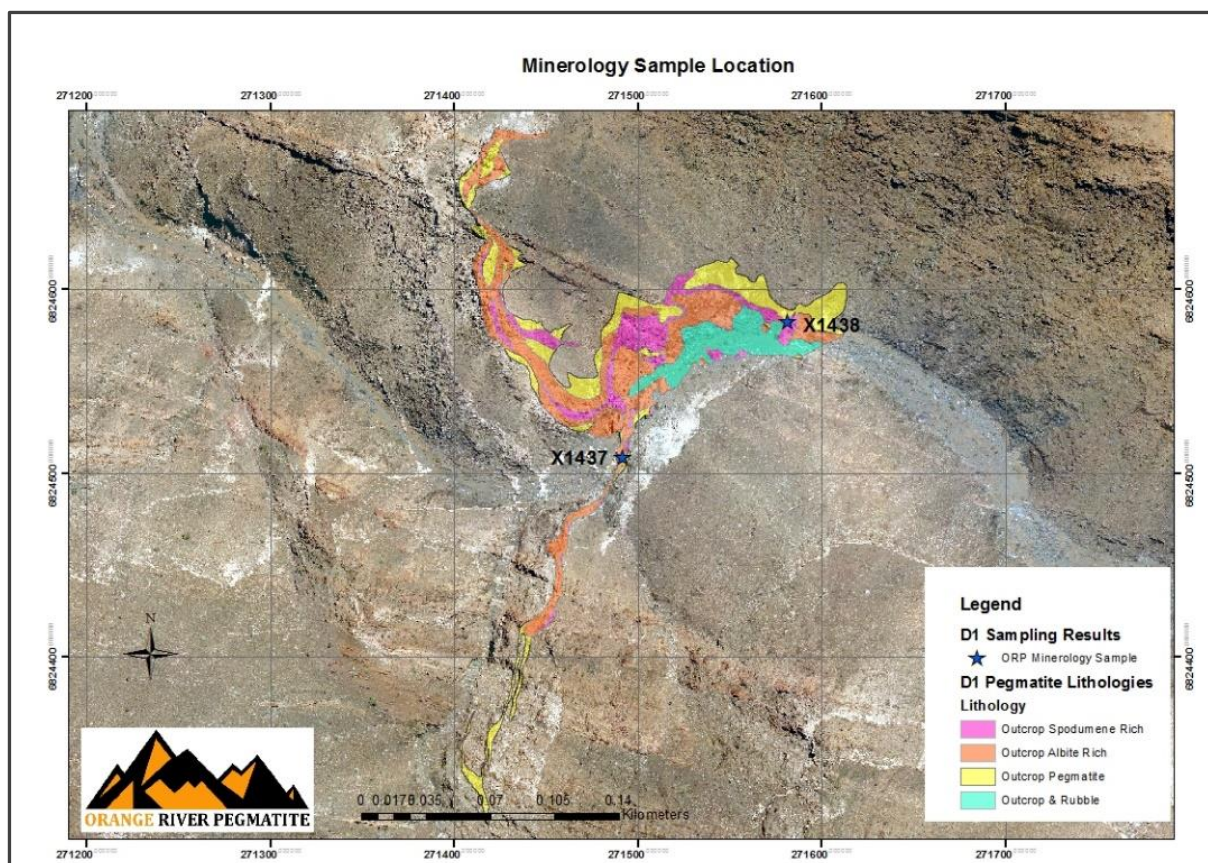 Minerology Sample Location
271200 271300 271400 271500 271600 271700
6824600 6824600
X1438
X1437
6824500 6824500
6824400 6824400
N
Legend
D1 Sampling Results
ORP Minerology Sample
D1 Pegmatite Lithologies
Lithology
Outcrop Spodumene Rich
Outcrop Albite Rich
Outcrop Pegmatite
Outcrop & Rubble
ORANGE RIVER PEGMATITE
0 0.0175 0.035 0.07 0.105 0.14
Kilometers
271200 271300 271400 271500 271600 271700